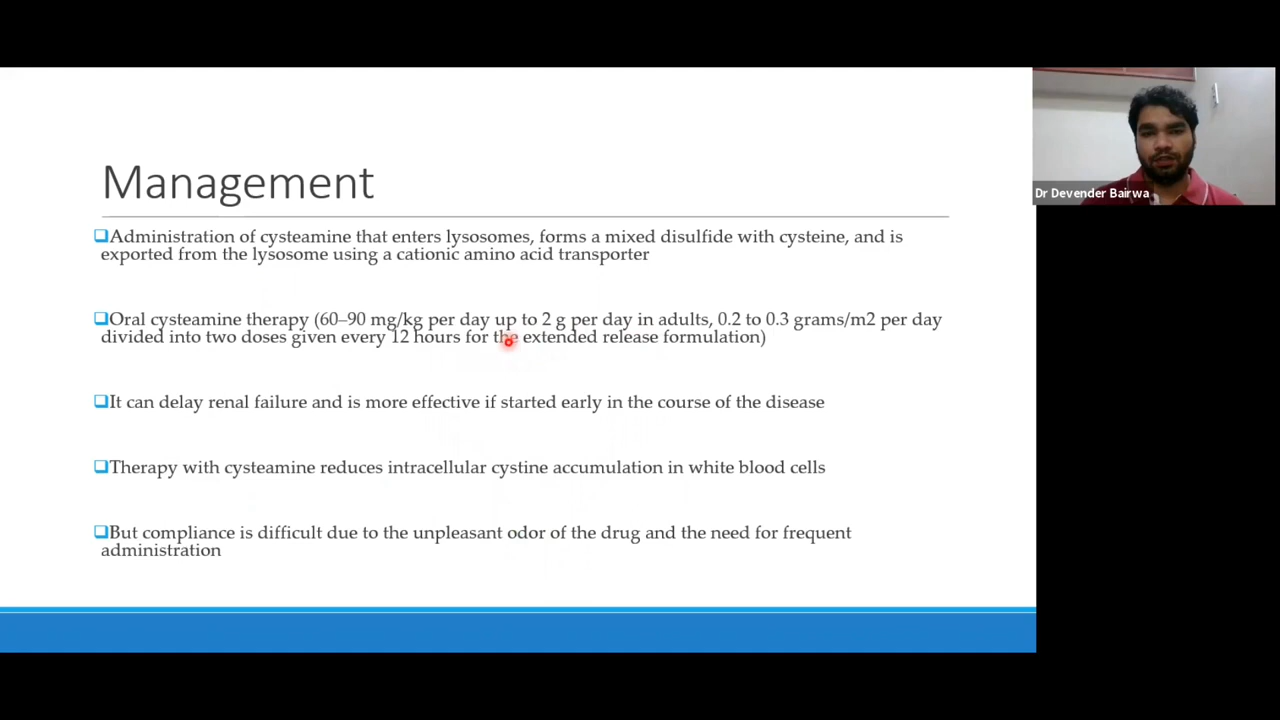 Management
Administration of cysteamine that enters lysosomes, forms a mixed disulfide with cysteine, and is
exported from the lysosome using a cationic amino acid transporter
Oral cysteamine therapy (60–90 mg/kg per day up to 2 g per day in adults, 0.2 to 0.3 grams/m2 per day
divided into two doses given every 12 hours for the extended release formulation)
It can delay renal failure and is more effective if started early in the course of the disease
Therapy with cysteamine reduces intracellular cystine accumulation in white blood cells
But compliance is difficult due to the unpleasant odor of the drug and the need for frequent
administration
Dr Devender Bairwa